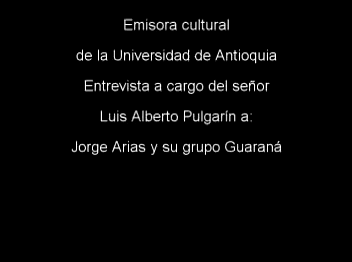 Emisora cultural
de la Universidad de Antioquia
Entrevista a cargo del señor
Luis Alberto Pulgarín a:
Jorge Arias y su grupo Guaraná